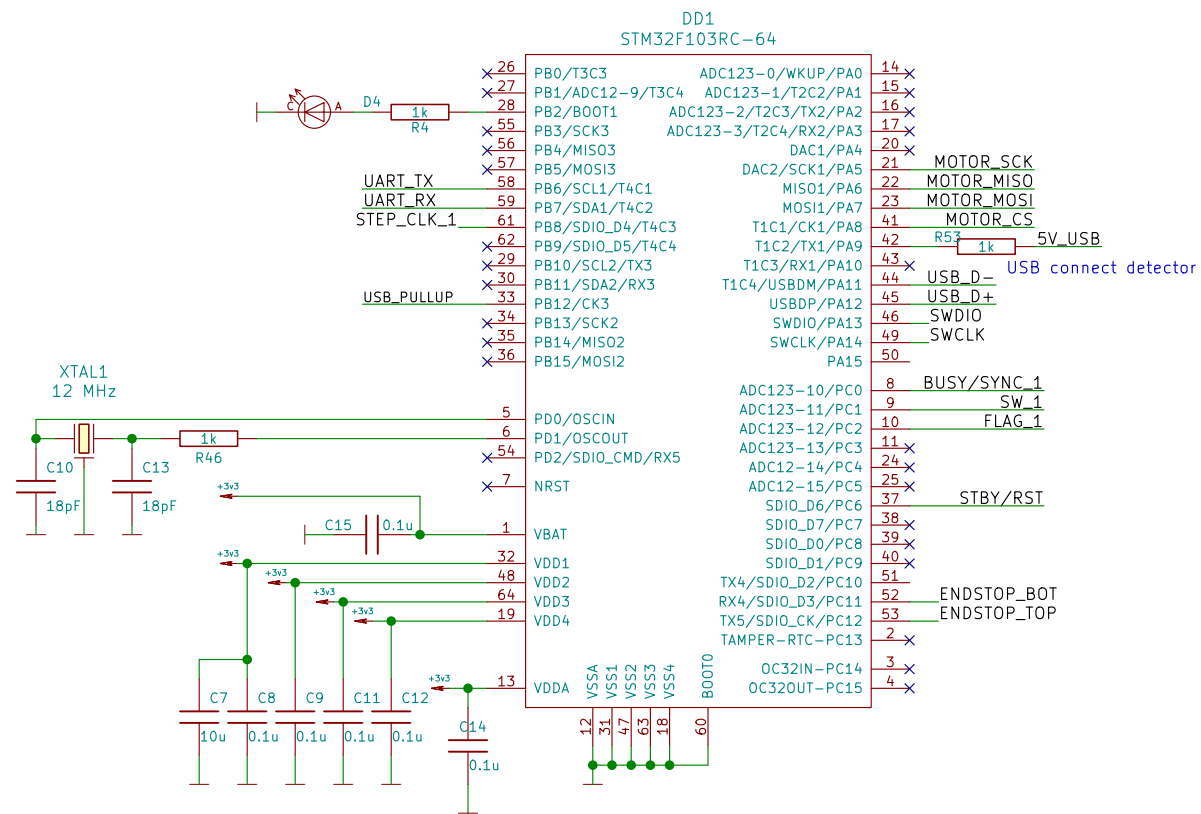 DD1
STM32F103RC-64
26 PB0/T3C3
27 PB1/ADC12-9/T3C4
C A D4 1k R4 28 PB2/BOOT1
55 PB3/SCK3
56 PB4/MISO3
57 PB5/MOSI3
UART_TX 58 PB6/SCL1/T4C1
UART_RX 59 PB7/SDA1/T4C2
STEP_CLK_1 61 PB8/SDIO_D4/T4C3
62 PB9/SDIO_D5/T4C4
29 PB10/SCL2/TX3
30 PB11/SDA2/RX3
USB_PULLUP 33 PB12/CK3
34 PB13/SCK2
35 PB14/MISO2
36 PB15/MOSI2
XTAL1
12 MHz
5 PD0/OSCIN
1k R46 6 PD1/OSCOUT
54 PD2/SDIO_CMD/RX5
C10 18pF
C13 18pF
7 NRST
+3v3
C15 0.1u 1 VBAT
+3v3 32 VDD1
+3v3 48 VDD2
+3v3 64 VDD3
+3v3 19 VDD4
+3v3 13 VDDA
C7 10u
C8 0.1u
C9 0.1u
C11 0.1u
C12 0.1u
C14 0.1u
ADC123-0/WKUP/PA0 14
ADC123-1/T2C2/PA1 15
ADC123-2/T2C3/TX2/PA2 16
ADC123-3/T2C4/RX2/PA3 17
DAC1/PA4 20
DAC2/SCK1/PA5 21 MOTOR_SCK
MISO1/PA6 22 MOTOR_MISO
MOSI1/PA7 23 MOTOR_MOSI
T1C1/CK1/PA8 41 MOTOR_CS
T1C2/TX1/PA9 42 R53 1k 5V_USB
USB connect detector
T1C3/RX1/PA10 43
T1C4/USBDM/PA11 44 USB_D-
USBDP/PA12 45 USB_D+
SWDIO/PA13 46 SWDIO
SWCLK/PA14 49 SWCLK
PA15 50
ADC123-10/PC0 8 BUSY/SYNC_1
ADC123-11/PC1 9 SW_1
ADC123-12/PC2 10 FLAG_1
ADC123-13/PC3 11
ADC12-14/PC4 24
ADC12-15/PC5 25
SDIO_D6/PC6 37 STBY/RST
SDIO_D7/PC7 38
SDIO_D0/PC8 39
SDIO_D1/PC9 40
TX4/SDIO_D2/PC10 51
RX4/SDIO_D3/PC11 52 ENDSTOP_BOT
TX5/SDIO_CK/PC12 53 ENDSTOP_TOP
TAMPER-RTC-PC13 2
OC32IN-PC14 3
OC32OUT-PC15 4
VSSA 12
VSS1 31
VSS2 47
VSS3 63
VSS4 18
BOOT0 60